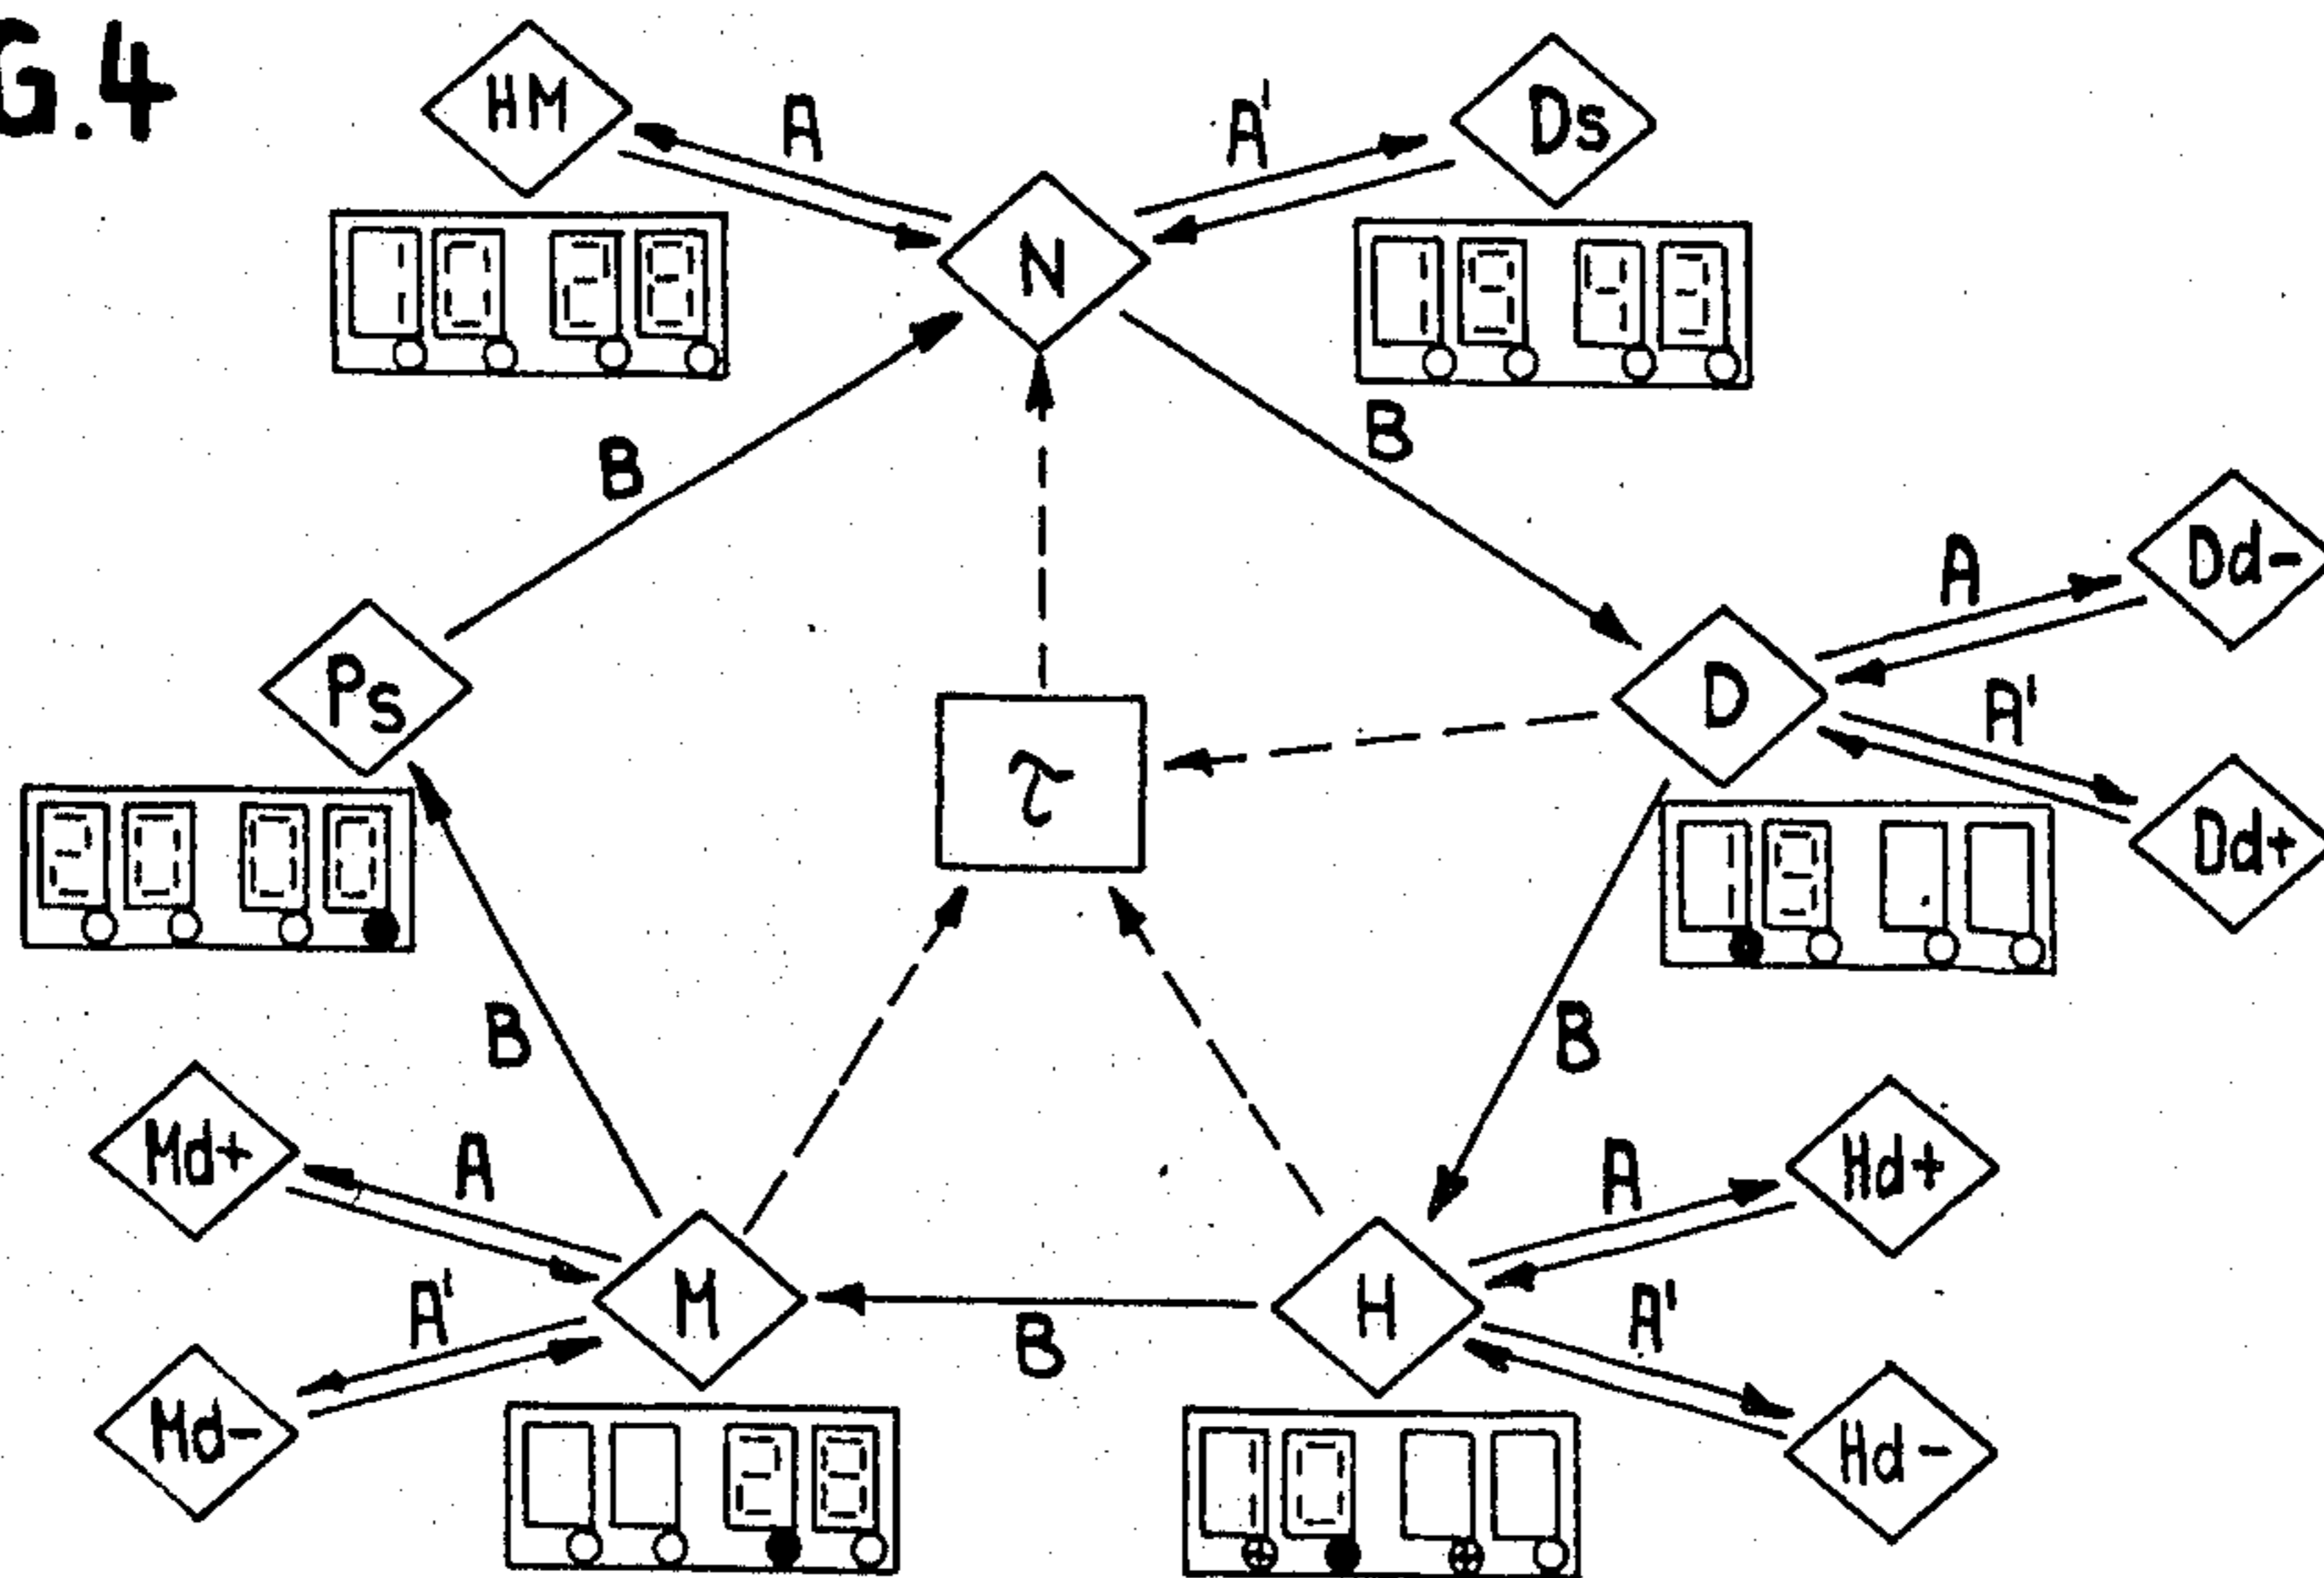 G.4
HM
A
A'
Ds
N
10 28
19 43
B
B
Dd-
A
Ps
D
A'
τ
Dd+
20 00
19
B
B
Md+
A
A
Hd+
M
H
A'
B
A'
Md-
Hd-
28
10